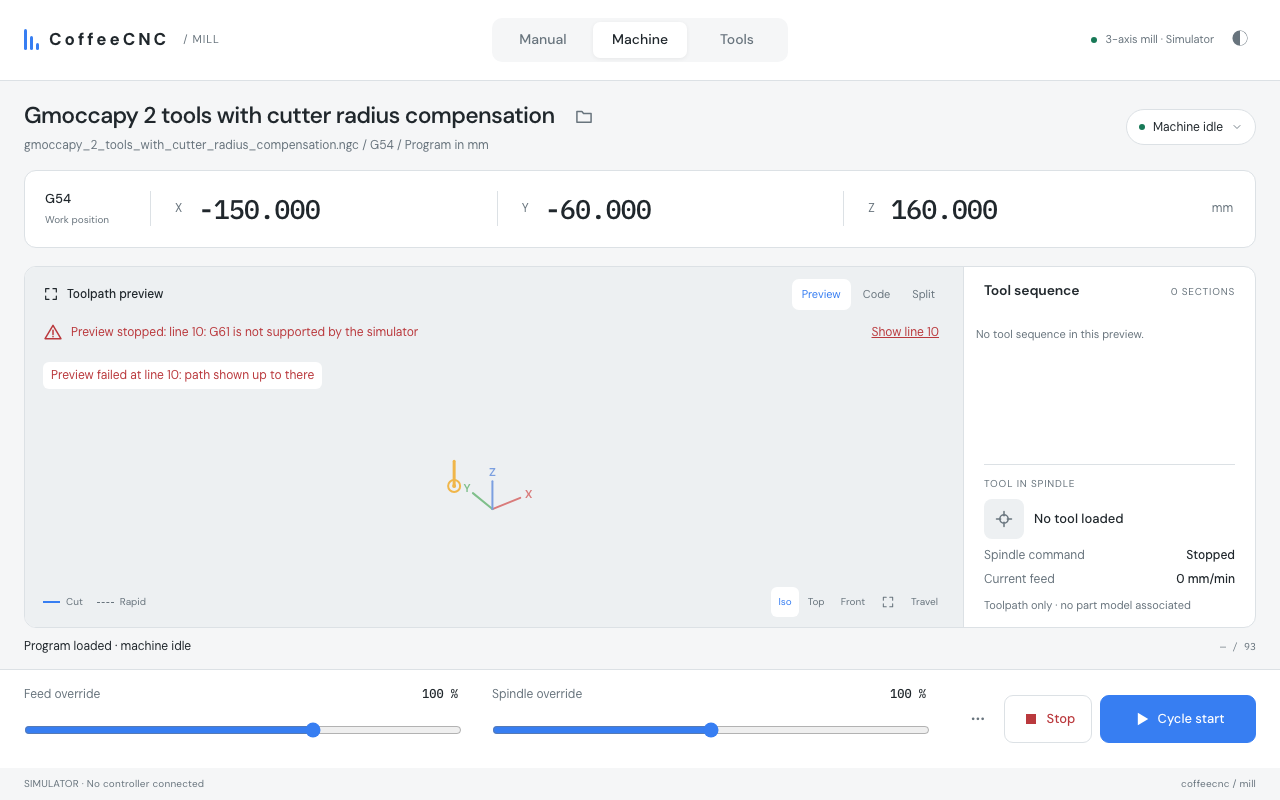 CoffeeCNC / MILL
Manual Machine Tools
3-axis mill · Simulator
Gmoccapy 2 tools with cutter radius compensation
gmoccapy_2_tools_with_cutter_radius_compensation.ngc / G54 / Program in mm
Machine idle
G54
Work position
X -150.000
Y -60.000
Z 160.000
mm
Toolpath preview
Preview Code Split
Preview stopped: line 10: G61 is not supported by the simulator
Show line 10
Preview failed at line 10: path shown up to there
Z
Y
X
Cut
Rapid
Iso Top Front Travel
Tool sequence
0 SECTIONS
No tool sequence in this preview.
TOOL IN SPINDLE
No tool loaded
Spindle command Stopped
Current feed 0 mm/min
Toolpath only · no part model associated
Program loaded · machine idle
— / 93
Feed override 100 %
Spindle override 100 %
Stop
Cycle start
SIMULATOR · No controller connected
coffeecnc / mill